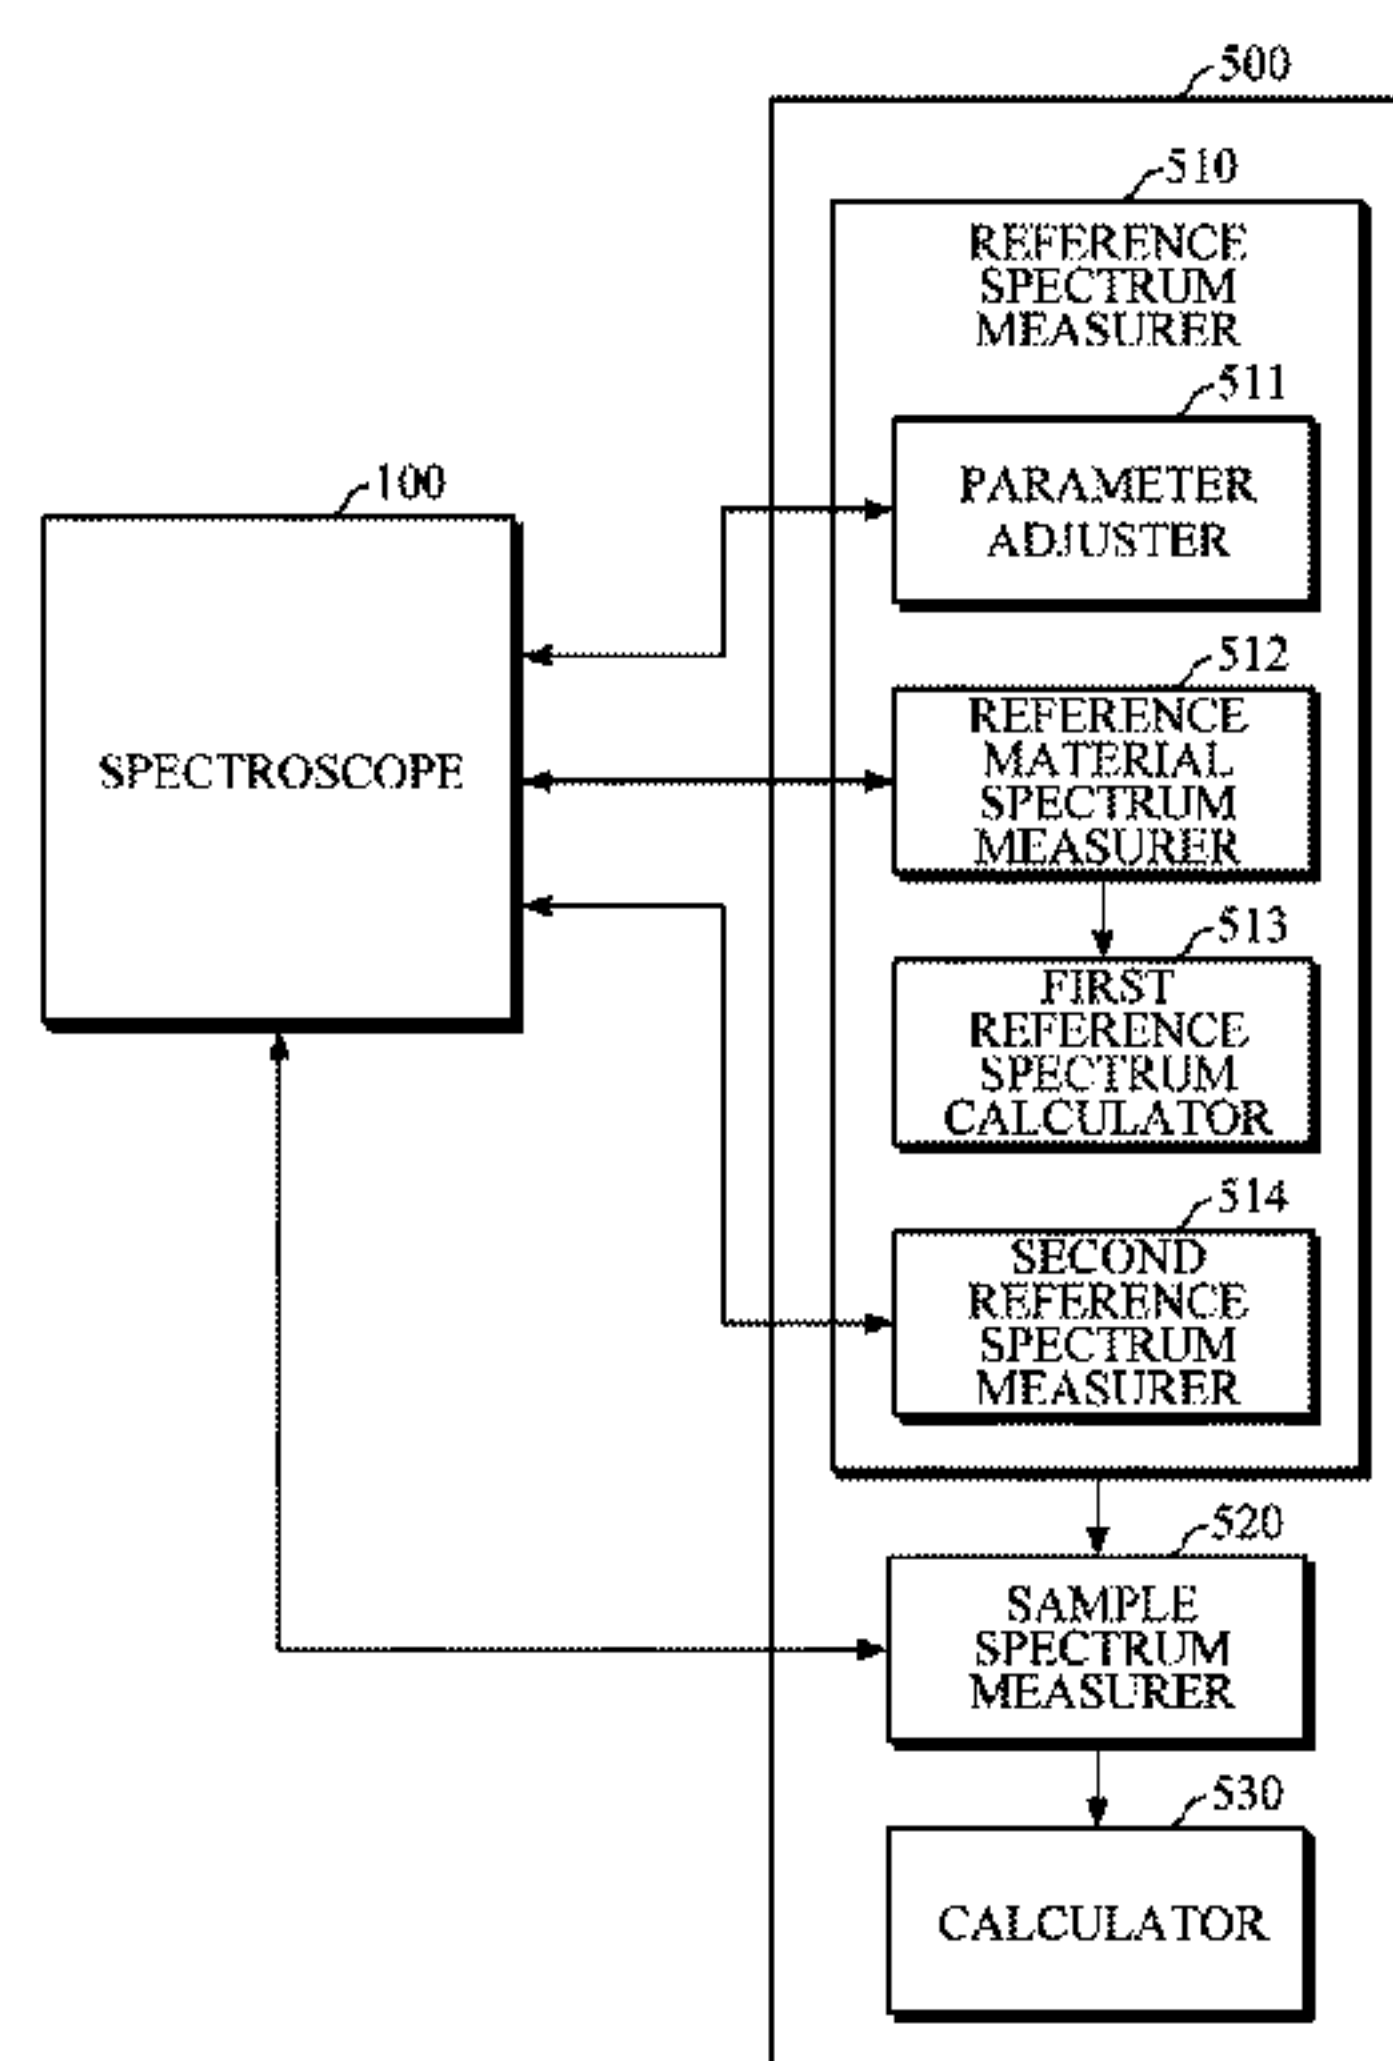 500
510
REFERENCE
SPECTRUM
MEASURER
511
PARAMETER
ADJUSTER
100
SPECTROSCOPE
512
REFERENCE
MATERIAL
SPECTRUM
MEASURER
513
FIRST
REFERENCE
SPECTRUM
CALCULATOR
514
SECOND
REFERENCE
SPECTRUM
MEASURER
520
SAMPLE
SPECTRUM
MEASURER
530
CALCULATOR